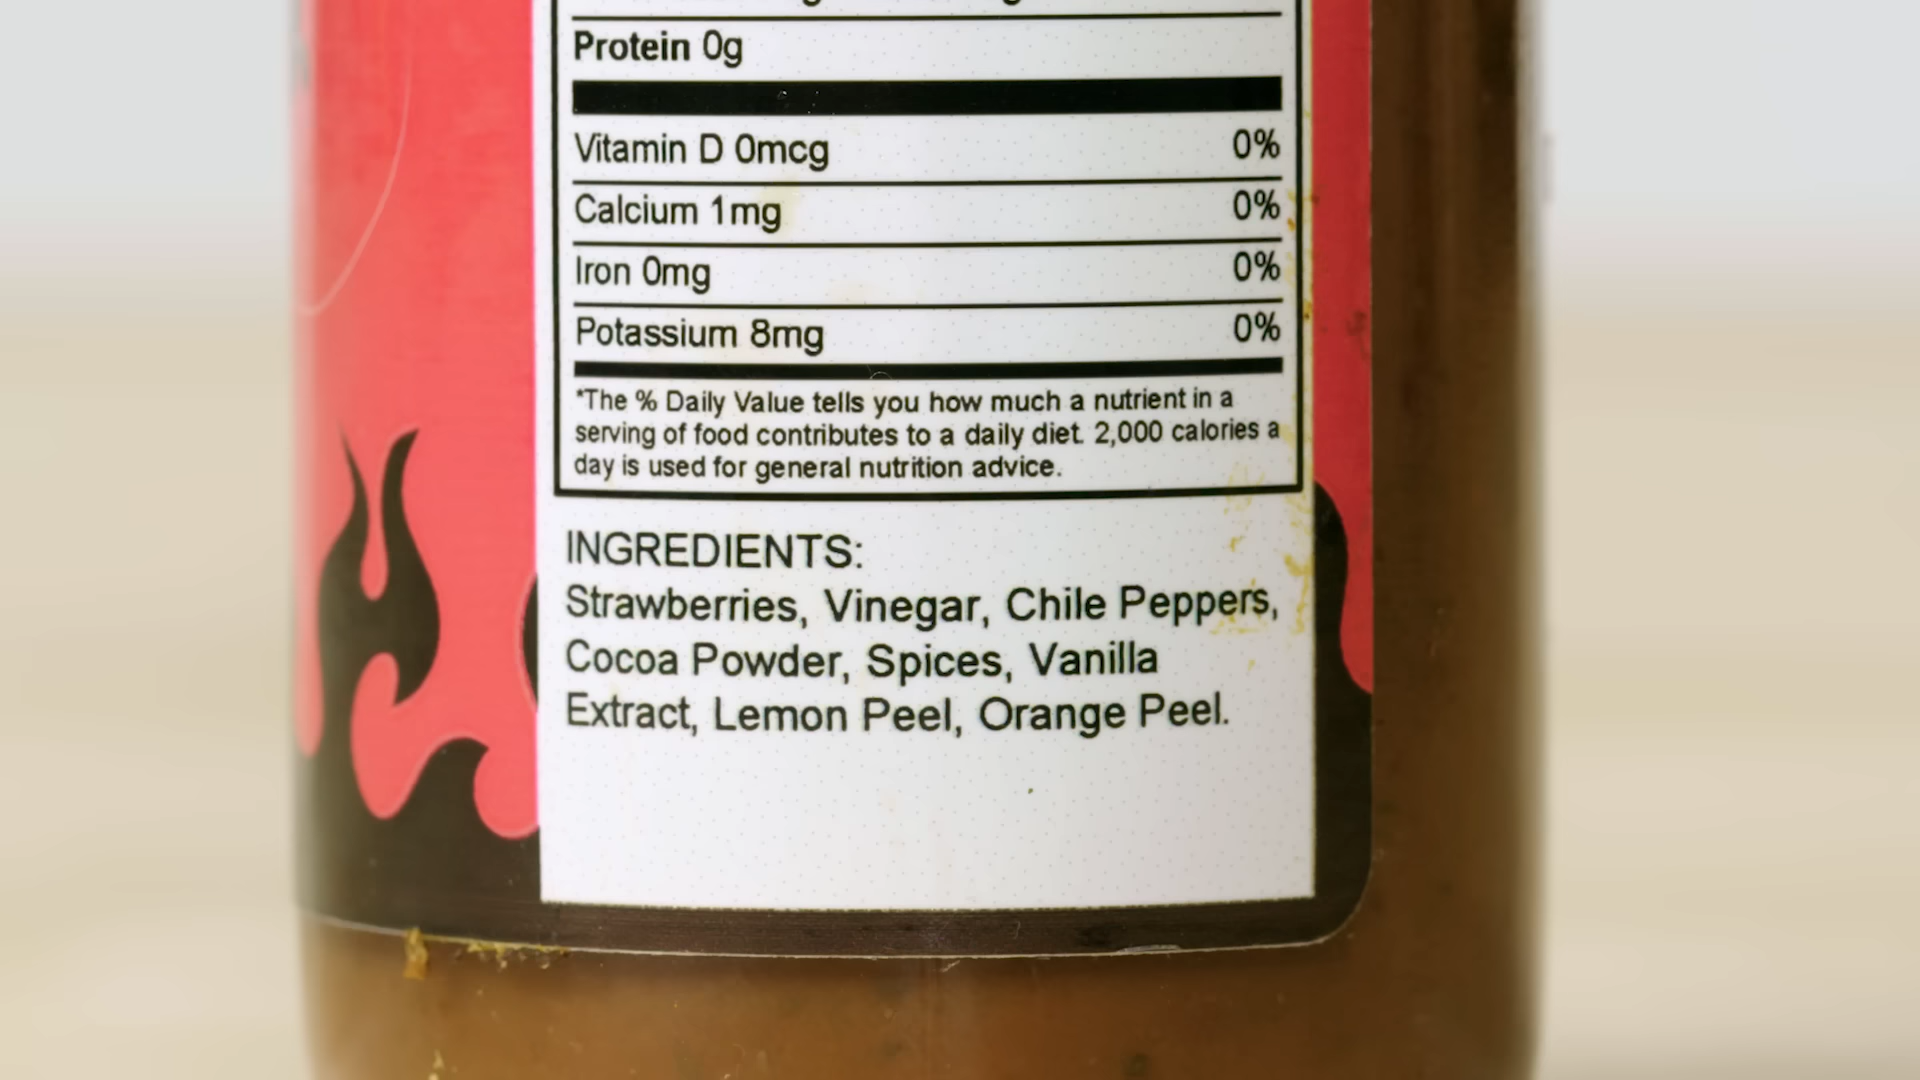 Protein 0g
Vitamin D 0mcg 0%
Calcium 1mg 0%
Iron 0mg 0%
Potassium 8mg 0%
*The % Daily Value tells you how much a nutrient in a
serving of food contributes to a daily diet. 2,000 calories a
day is used for general nutrition advice.
INGREDIENTS:
Strawberries, Vinegar, Chile Peppers,
Cocoa Powder, Spices, Vanilla
Extract, Lemon Peel, Orange Peel.